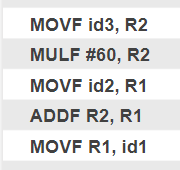 MOVF id3, R2
MULF #60, R2
MOVF id2, R1
ADDF R2, R1
MOVF R1, id1